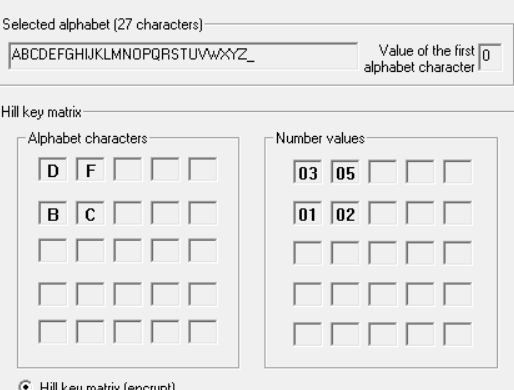 Selected alphabet (27 characters)
ABCDEFGHIJKLMNOPQRSTUVWXYZ_
Value of the first
alphabet character 0
Hill key matrix
Alphabet characters
D F
B C
Number values
03 05
01 02
Hill key matrix (encrypt)